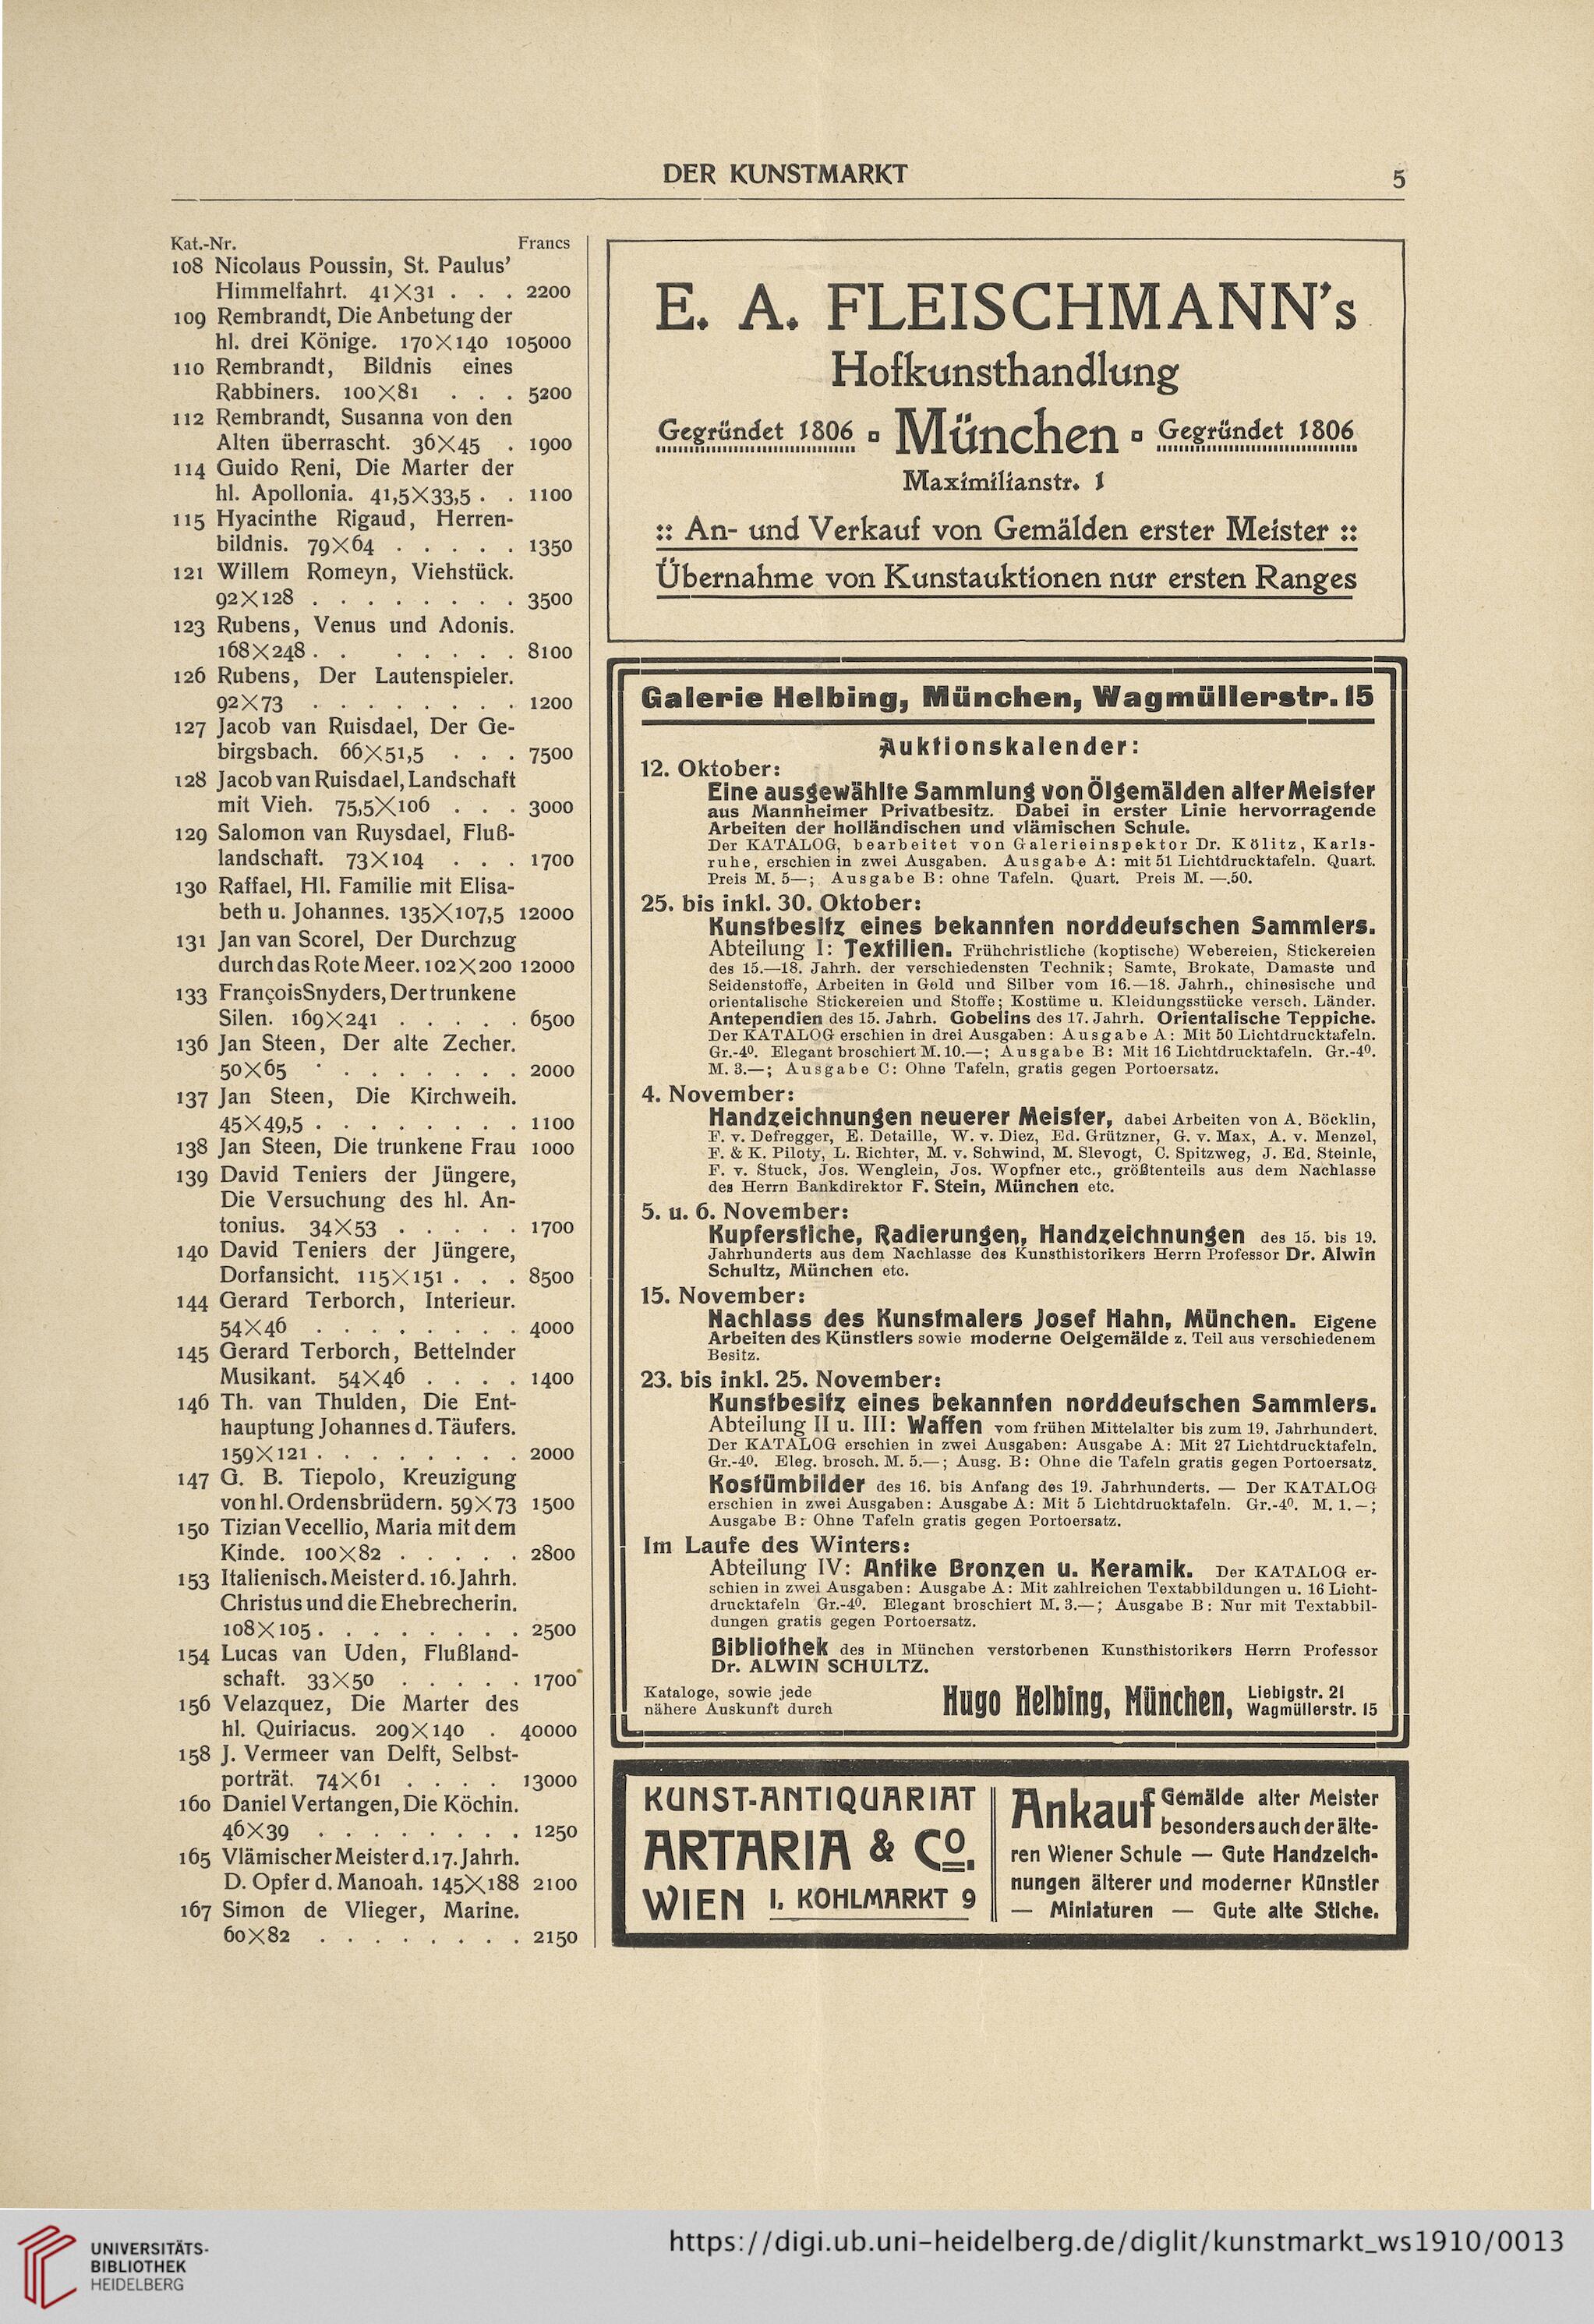 DER KUNSTMARKT
5
Kat.-Nr. Francs
108 Nicolaus Poussin, St. Paulus'
Himmelfahrt. 41×31 . . . 2200
109 Rembrandt, Die Anbetung der
hl. drei Könige. 170×140 105000
110 Rembrandt, Bildnis eines
Rabbiners. 100×81 . . . 5200
112 Rembrandt, Susanna von den
Alten überrascht. 36×45 . 1900
114 Guido Reni, Die Marter der
hl. Apollonia. 41,5×33,5 . . 1100
115 Hyacinthe Rigaud, Herren-
bildnis. 79×64 . . . . . 1350
121 Willem Romeyn, Viehstück.
92×128 . . . . . . . . 3500
123 Rubens, Venus und Adonis.
168×248 . . . . . . . 8100
126 Rubens, Der Lautenspieler.
92×73 . . . . . . . . 1200
127 Jacob van Ruisdael, Der Ge-
birgsbach. 66×51,5 . . . 7500
128 Jacob van Ruisdael, Landschaft
mit Vieh. 75,5×106 . . . 3000
129 Salomon van Ruysdael, Fluß-
landschaft. 73×104 . . . 1700
130 Raffael, Hl. Familie mit Elisa-
beth u. Johannes. 135×107,5 12000
131 Jan van Scorel, Der Durchzug
durch das Rote Meer. 102×200 12000
133 François Snyders, Der trunkene
Silen. 169×241 . . . . . 6500
136 Jan Steen, Der alte Zecher.
50×65 . . . . . . . . 2000
137 Jan Steen, Die Kirchweih.
45×49,5 . . . . . . . . 1100
138 Jan Steen, Die trunkene Frau 1000
139 David Teniers der Jüngere,
Die Versuchung des hl. An-
tonius. 34×53 . . . . . 1700
140 David Teniers der Jüngere,
Dorfansicht. 115×151 . . . 8500
144 Gerard Terborch, Interieur.
54×46 . . . . . . . . 4000
145 Gerard Terborch, Bettelnder
Musikant. 54×46 . . . . 1400
146 Th. van Thulden, Die Ent-
hauptung Johannes d. Täufers.
159×121 . . . . . . . . 2000
147 G. B. Tiepolo, Kreuzigung
von hl. Ordensbrüdern. 59×73 1500
150 Tizian Vecellio, Maria mit dem
Kinde. 100×82 . . . . . 2800
153 Italienisch. Meister d. 16. Jahrh.
Christus und die Ehebrecherin.
108×105 . . . . . . . . 2500
154 Lucas van Uden, Flußland-
schaft. 33×50 . . . . . 1700
156 Velazquez, Die Marter des
hl. Quiriacus. 209×140 . 40000
158 J. Vermeer van Delft, Selbst-
porträt. 74×61 . . . . 13000
160 Daniel Vertangen, Die Köchin.
46×39 . . . . . . . . 1250
165 Vlämischer Meister d. 17. Jahrh.
D. Opfer d. Manoah. 145×188 2100
167 Simon de Vlieger, Marine.
60×82 . . . . . . . . 2150
E. A. FLEISCHMANN's
Hofkunsthandlung
Gegründet 1806 ▫ München ▫ Gegründet 1806
Maximilianstr. 1
:: An- und Verkauf von Gemälden erster Meister ::
Übernahme von Kunstauktionen nur ersten Ranges
Galerie Helbing, München, Wagmüllerstr. 15
Auktionskalender:
12. Oktober:
Eine ausgewählte Sammlung von Ölgemälden alter Meister
aus Mannheimer Privatbesitz. Dabei in erster Linie hervorragende
Arbeiten der holländischen und vlämischen Schule.
Der KATALOG, bearbeitet von Galerieinspektor Dr. Kölitz, Karls-
ruhe, erschien in zwei Ausgaben. Ausgabe A: mit 51 Lichtdrucktafeln. Quart.
Preis M. 5—; Ausgabe B: ohne Tafeln. Quart. Preis M. —.50.
25. bis inkl. 30. Oktober:
Kunstbesitz eines bekannten norddeutschen Sammlers.
Abteilung I: Textilien. Frühchristliche (koptische) Webereien, Stickereien
des 15.—18. Jahrh. der verschiedensten Technik; Samte, Brokate, Damaste und
Seidenstoffe, Arbeiten in Gold und Silber vom 16.—18. Jahrh., chinesische und
orientalische Stickereien und Stoffe; Kostüme u. Kleidungsstücke versch. Länder.
Antependien des 15. Jahrh. Gobelins des 17. Jahrh. Orientalische Teppiche.
Der KATALOG erschien in drei Ausgaben: Ausgabe A: Mit 50 Lichtdrucktafeln.
Gr.-4⁰. Elegant broschiert M. 10.—; Ausgabe B: Mit 16 Lichtdrucktafeln. Gr.-4⁰.
M. 3.—; Ausgabe C: Ohne Tafeln, gratis gegen Portoersatz.
4. November:
Handzeichnungen neuerer Meister, dabei Arbeiten von A. Böcklin,
F. v. Defregger, E. Detaille, W. v. Diez, Ed. Grützner, G. v. Max, A. v. Menzel,
F. & K. Piloty, L. Richter, M. v. Schwind, M. Slevogt, C. Spitzweg, J. Ed. Steinle,
F. v. Stuck, Jos. Wenglein, Jos. Wopfner etc., größtenteils aus dem Nachlasse
des Herrn Bankdirektor F. Stein, München etc.
5. u. 6. November:
Kupferstiche, Radierungen, Handzeichnungen des 15. bis 19.
Jahrhunderts aus dem Nachlasse des Kunsthistorikers Herrn Professor Dr. Alwin
Schultz, München etc.
15. November:
Nachlass des Kunstmalers Josef Hahn, München. Eigene
Arbeiten des Künstlers sowie moderne Oelgemälde z. Teil aus verschiedenem
Besitz.
23. bis inkl. 25. November:
Kunstbesitz eines bekannten norddeutschen Sammlers.
Abteilung II u. III: Waffen vom frühen Mittelalter bis zum 19. Jahrhundert.
Der KATALOG erschien in zwei Ausgaben: Ausgabe A: Mit 27 Lichtdrucktafeln.
Gr.-4⁰. Eleg. brosch. M. 5.—; Ausg. B: Ohne die Tafeln gratis gegen Portoersatz.
Kostümbilder des 16. bis Anfang des 19. Jahrhunderts. — Der KATALOG
erschien in zwei Ausgaben: Ausgabe A: Mit 5 Lichtdrucktafeln. Gr.-4⁰. M. 1.—;
Ausgabe B: Ohne Tafeln gratis gegen Portoersatz.
Im Laufe des Winters:
Abteilung IV: Antike Bronzen u. Keramik. Der KATALOG er-
schien in zwei Ausgaben: Ausgabe A: Mit zahlreichen Textabbildungen u. 16 Licht-
drucktafeln Gr.-4⁰. Elegant broschiert M. 3.—; Ausgabe B: Nur mit Textabbil-
dungen gratis gegen Portoersatz.
Bibliothek des in München verstorbenen Kunsthistorikers Herrn Professor
Dr. ALWIN SCHULTZ.
Kataloge, sowie jede
nähere Auskunft durch
Hugo Helbing, München,
Liebigstr. 21
Wagmüllerstr. 15
KUNST-ANTIQUARIAT
ARTARIA & Cº.
WIEN I, KOHLMARKT 9
Ankauf Gemälde alter Meister
besonders auch der älte-
ren Wiener Schule — Gute Handzeich-
nungen älterer und moderner Künstler
— Miniaturen — Gute alte Stiche.
UNIVERSITÄTS-
BIBLIOTHEK
HEIDELBERG
https://digi.ub.uni-heidelberg.de/diglit/kunstmarkt_ws1910/0013